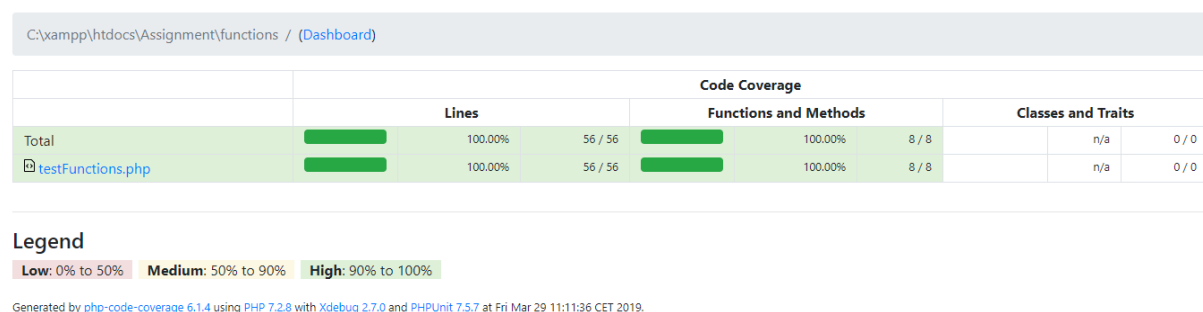 C:\xampp\htdocs\Assignment\functions / (Dashboard)
Code Coverage
Lines Functions and Methods Classes and Traits
Total 100.00% 56 / 56 100.00% 8 / 8 n/a 0 / 0
testFunctions.php 100.00% 56 / 56 100.00% 8 / 8 n/a 0 / 0
Legend
Low: 0% to 50% Medium: 50% to 90% High: 90% to 100%
Generated by php-code-coverage 6.1.4 using PHP 7.2.8 with Xdebug 2.7.0 and PHPUnit 7.5.7 at Fri Mar 29 11:11:36 CET 2019.